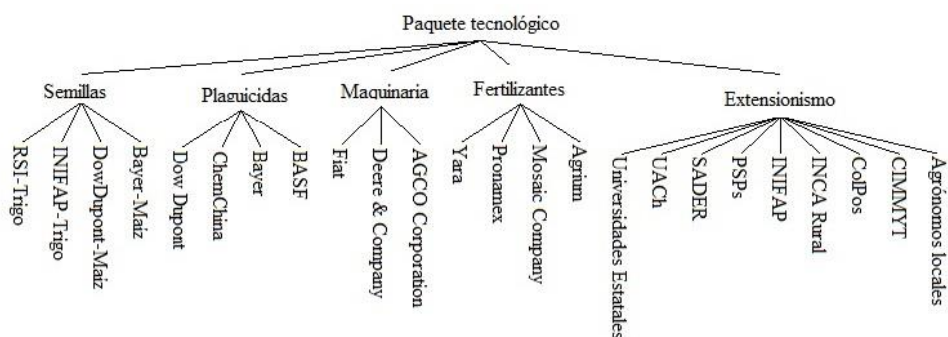 Paquete tecnológico
Semillas
Plaguicidas
Maquinaria
Fertilizantes
Extensionismo
RSI-Trigo
INIFAP-Trigo
DowDupont-Maiz
Bayer-Maiz
Dow Dupont
ChemChina
Bayer
BASF
Fiat
Deere & Company
AGCO Corporation
Yara
Pronamex
Mosaic Company
Agrium
Universidades Estatales
UACh
SADER
PSPs
INIFAP
INCA Rural
ColPos
CIMMYT
Agrónomos locales